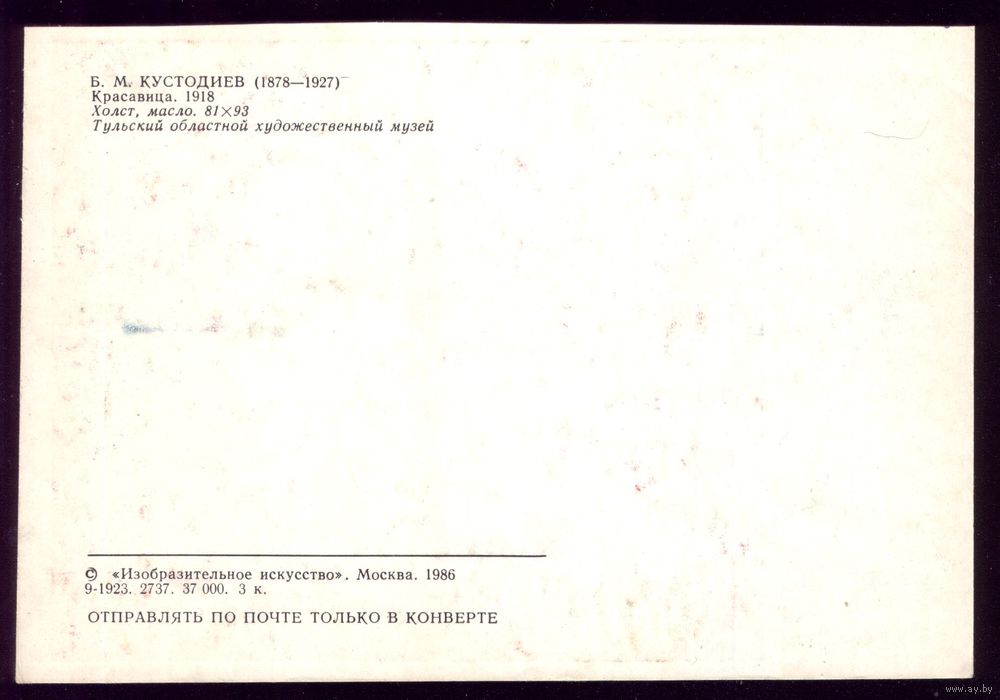 Б. М. КУСТОДИЕВ (1878—1927)
Красавица. 1918
Холст, масло. 81×93
Тульский областной художественный музей
© «Изобразительное искусство». Москва. 1986
9-1923. 2737. 37 000. 3 к.
ОТПРАВЛЯТЬ ПО ПОЧТЕ ТОЛЬКО В КОНВЕРТЕ
www.ay.by